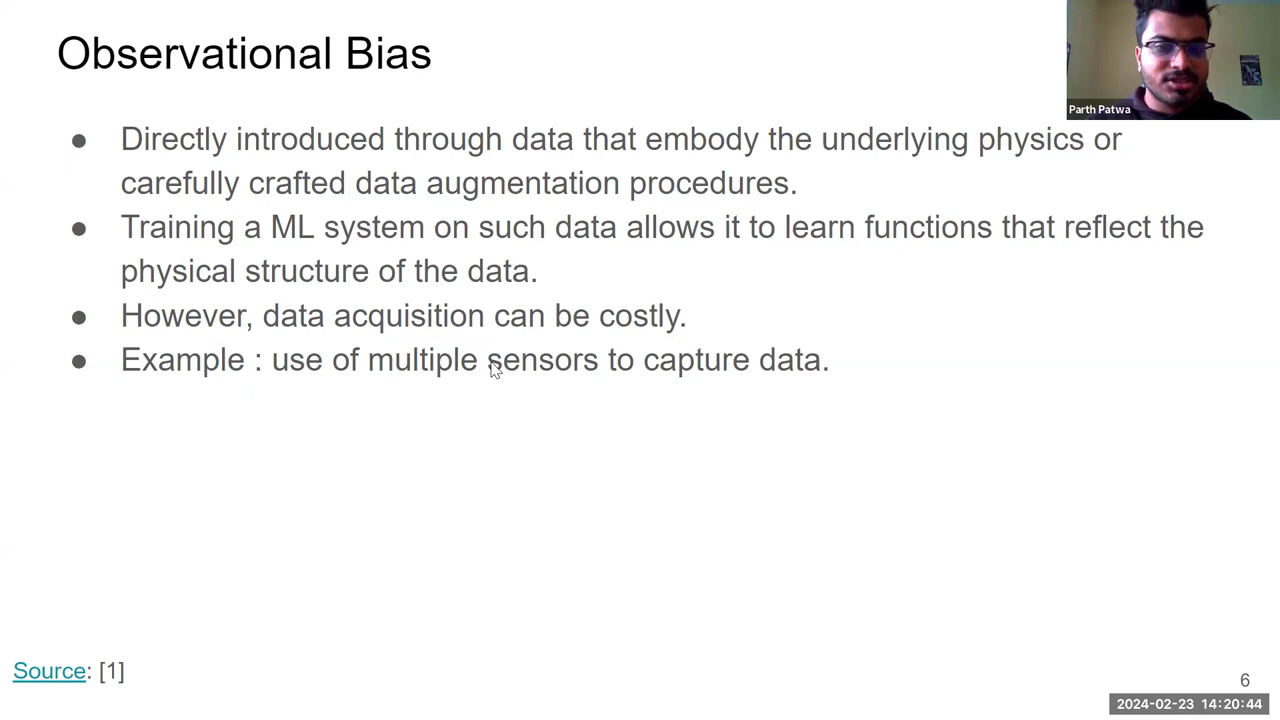 Observational Bias
Parth Patwa
● Directly introduced through data that embody the underlying physics or
carefully crafted data augmentation procedures.
● Training a ML system on such data allows it to learn functions that reflect the
physical structure of the data.
● However, data acquisition can be costly.
● Example : use of multiple sensors to capture data.
Source: [1]
6
2024-02-23 14:20:44